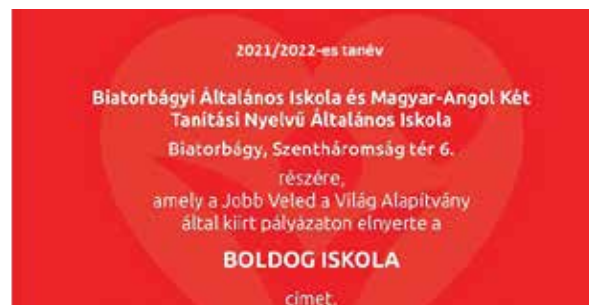 2021/2022-es tanév
Biatorbágyi Általános Iskola és Magyar-Angol Két
Tanítási Nyelvű Általános Iskola
Biatorbágy, Szentháromság tér 6.
részére,
amely a Jobb Veled a Világ Alapítvány
által kiírt pályázaton elnyerte a
BOLDOG ISKOLA
címet.